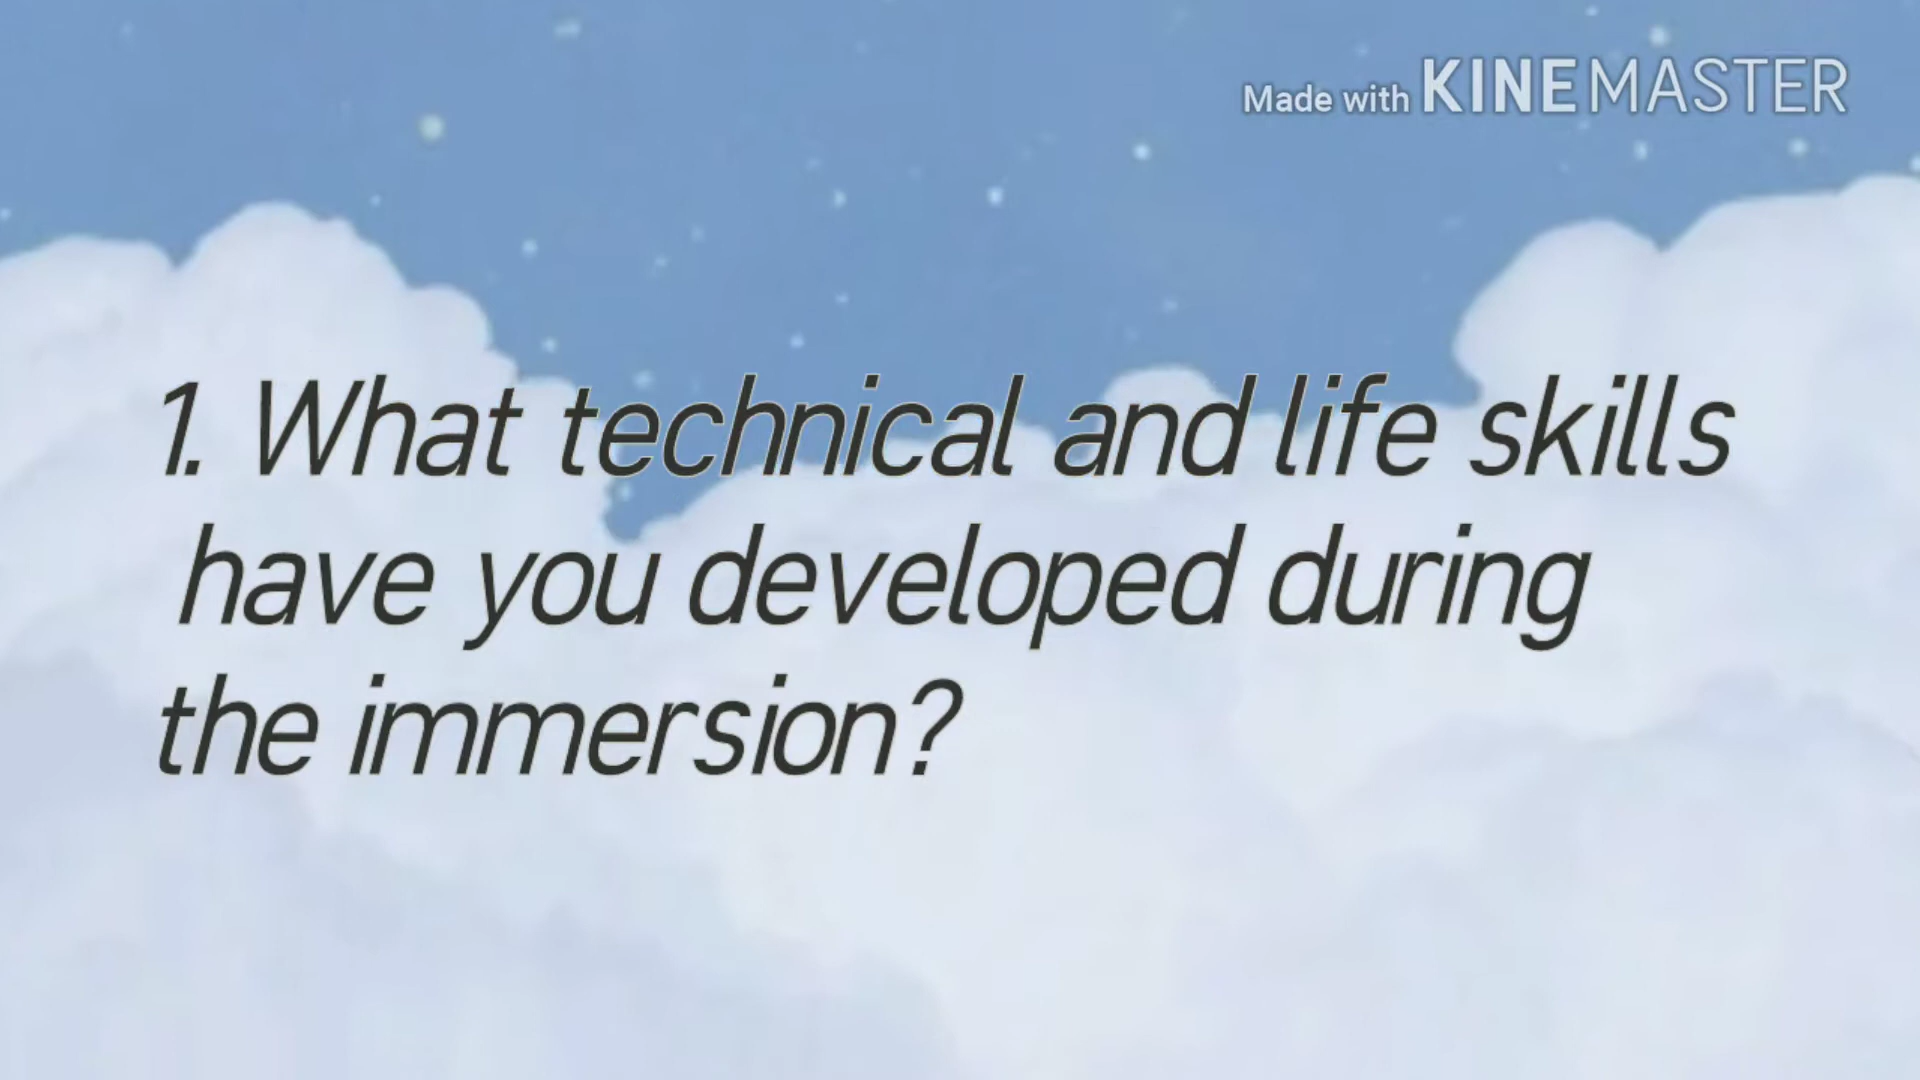 Made with KINEMASTER
1. What technical and life skills
have you developed during
the immersion?